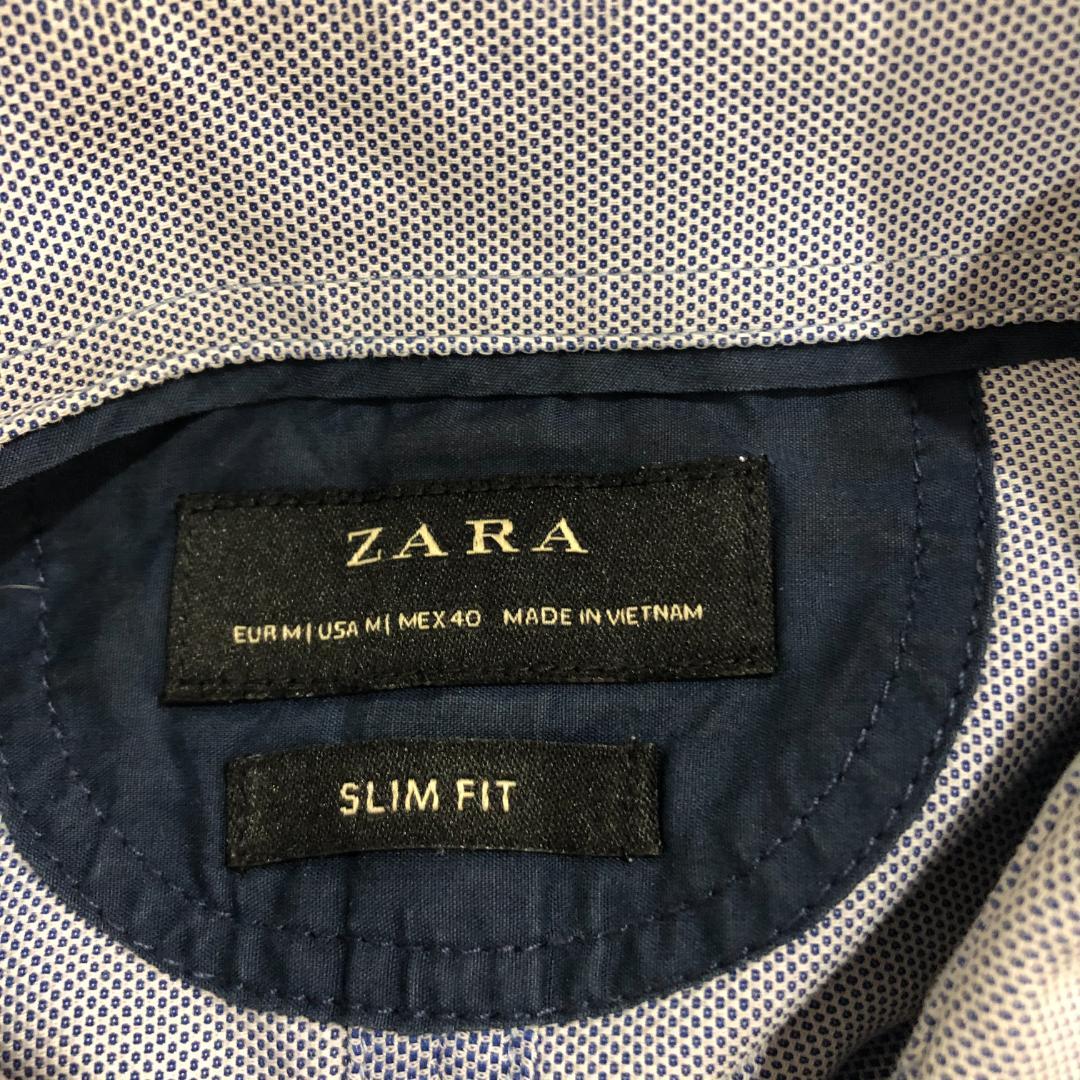 ZARA
EUR M | USA M | MEX 40 MADE IN VIETNAM
SLIM FIT